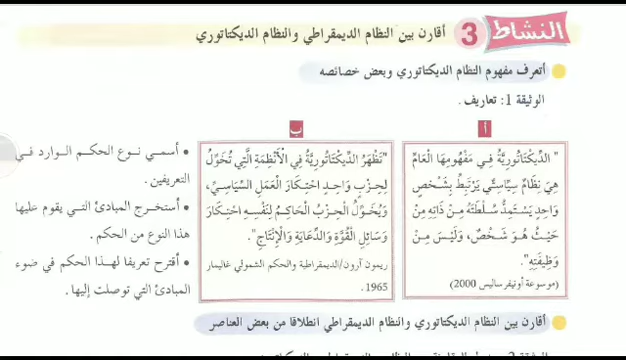 النشاط 3 أقارن بين النظام الديمقراطي والنظام الديكتاتوري
أتعرف مفهوم النظام الديكتاتوري وبعض خصائصه
الوثيقة 1: تعاريف.
أ
" الدِّيكْتَاتُورِيَّةُ فِي مَفْهُومِهَا الْعَامِّ
هِيَ نِظَامٌ سِيَاسِيٌّ يَرْتَبِطُ بِشَخْصٍ
وَاحِدٍ يَسْتَمِدُّ سُلْطَتَهُ مِنْ ذَاتِهِ مِنْ
حَيْثُ هُوَ شَخْصٌ، وَلَيْسَ مِنْ
وَظِيفَتِهِ".
(موسوعة أونيفرساليس 2000)
ب
"تَظْهَرُ الدِّيكْتَاتُورِيَّةُ فِي الْأَنْظِمَةِ الَّتِي تُخَوِّلُ
لِحِزْبٍ وَاحِدٍ احْتِكَارَ الْعَمَلِ السِّيَاسِيِّ،
وَيُخَوِّلُ الْحِزْبُ الْحَاكِمُ لِنَفْسِهِ احْتِكَارَ
وَسَائِلِ الْقُوَّةِ وَالدِّعَايَةِ وَالْإِنْتَاجِ".
ريمون آرون/الديمقراطية والحكم الشمولي غاليمار
1965.
• أسمي نوع الحكم الوارد في
التعريفين.
• أستخرج المبادئ التي يقوم عليها
هذا النوع من الحكم.
• أقترح تعريفا لهذا الحكم في ضوء
المبادئ التي توصلت إليها.
أقارن بين النظام الديكتاتوري والنظام الديمقراطي انطلاقا من بعض العناصر